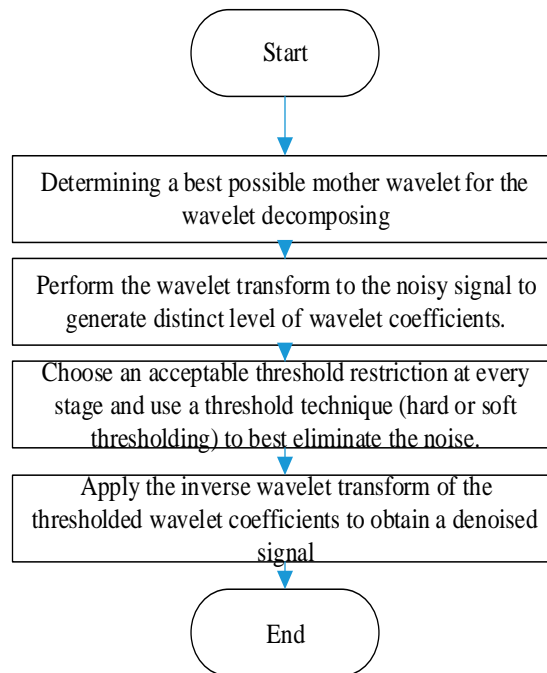 Start
Determining a best possible mother wavelet for the
wavelet decomposing
Perform the wavelet transform to the noisy signal to
generate distinct level of wavelet coefficients.
Choose an acceptable threshold restriction at every
stage and use a threshold technique (hard or soft
thresholding) to best eliminate the noise.
Apply the inverse wavelet transform of the
thresholded wavelet coefficients to obtain a denoised
signal
End